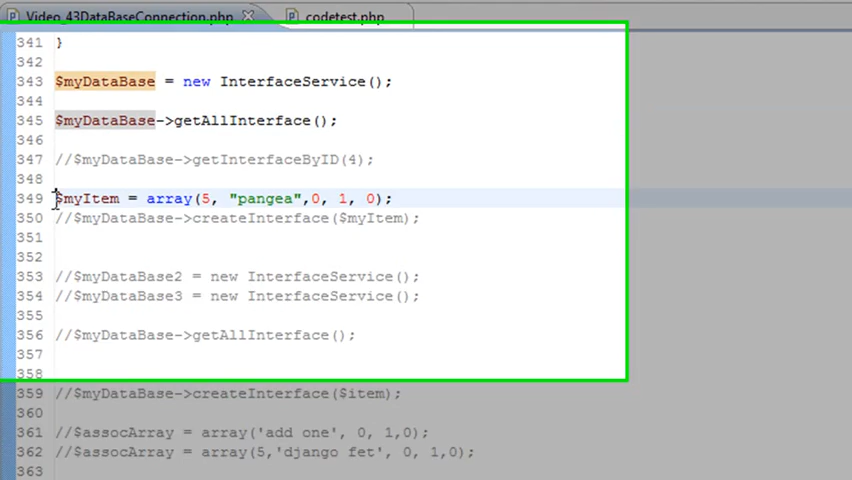 Video_43DataBaseConnection.php codetest.php
341 }
342
343 $myDataBase = new InterfaceService();
344
345 $myDataBase->getAllInterface();
346
347 //$myDataBase->getInterfaceByID(4);
348
349 $myItem = array(5, "pangea",0, 1, 0);
350 //$myDataBase->createInterface($myItem);
351
352
353 //$myDataBase2 = new InterfaceService();
354 //$myDataBase3 = new InterfaceService();
355
356 //$myDataBase->getAllInterface();
357
358
359 //$myDataBase->createInterface($item);
360
361 //$assocArray = array('add one', 0, 1,0);
362 //$assocArray = array(5,'django fet', 0, 1,0);
363